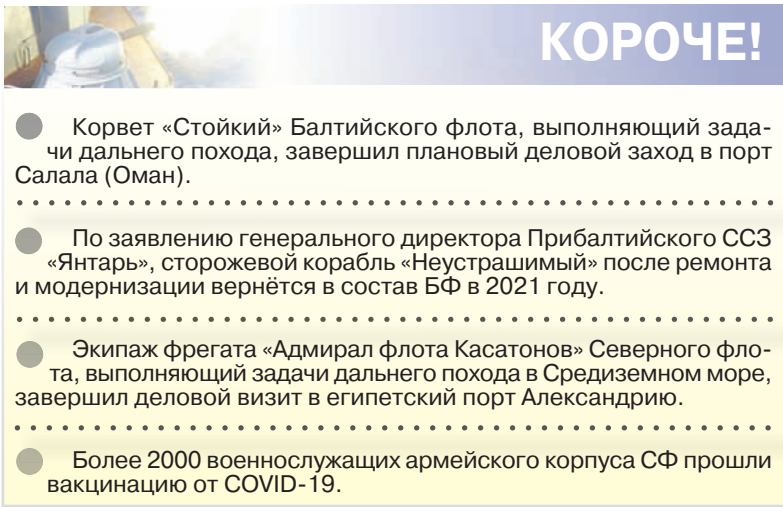 КОРОЧЕ!
Корвет «Стойкий» Балтийского флота, выполняющий зада-
чи дальнего похода, завершил плановый деловой заход в порт
Салала (Оман).
По заявлению генерального директора Прибалтийского ССЗ
«Янтарь», сторожевой корабль «Неустрашимый» после ремонта
и модернизации вернётся в состав БФ в 2021 году.
Экипаж фрегата «Адмирал флота Касатонов» Северного фло-
та, выполняющий задачи дальнего похода в Средиземном море,
завершил деловой визит в египетский порт Александрию.
Более 2000 военнослужащих армейского корпуса СФ прошли
вакцинацию от COVID-19.